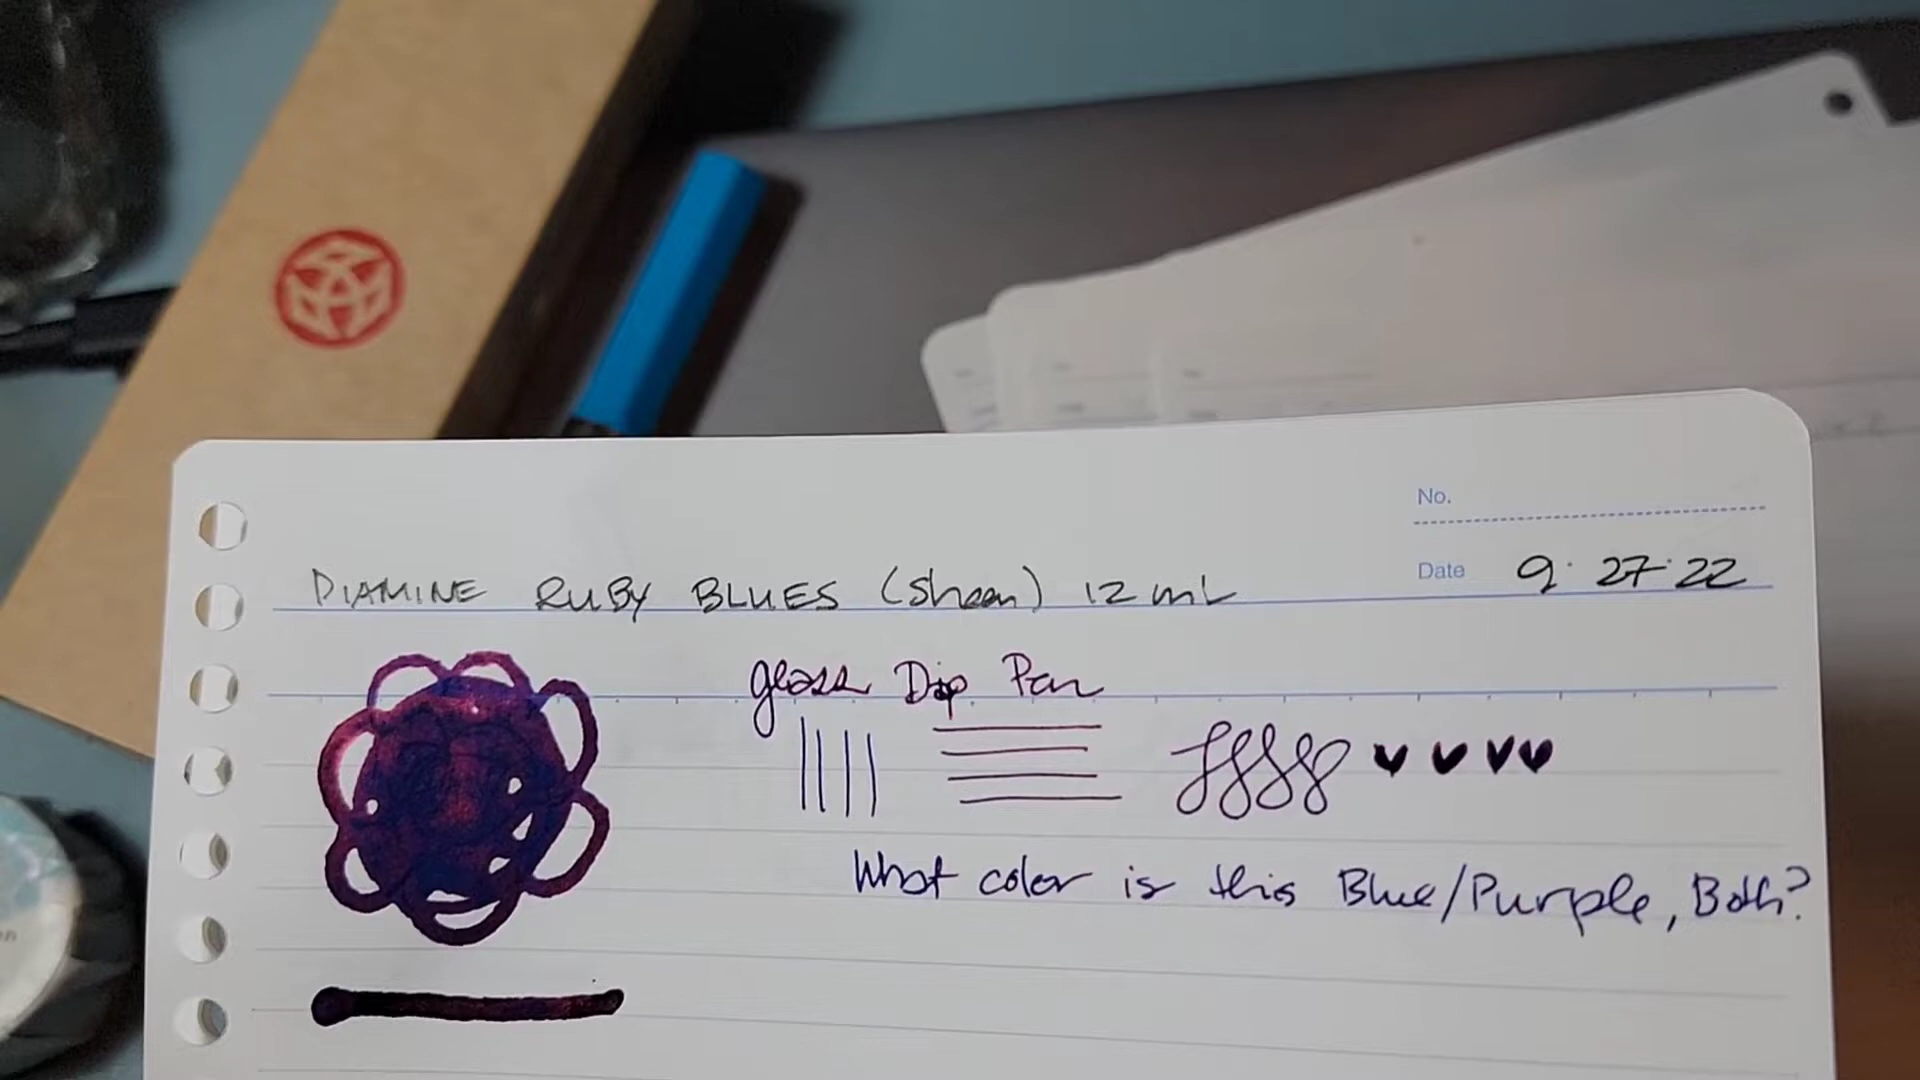 No.
Date 9·27·22
DIAMINE RUBY BLUES (Sheen) 12 mL
glass Dip Pen
What color is this Blue/Purple, Both?